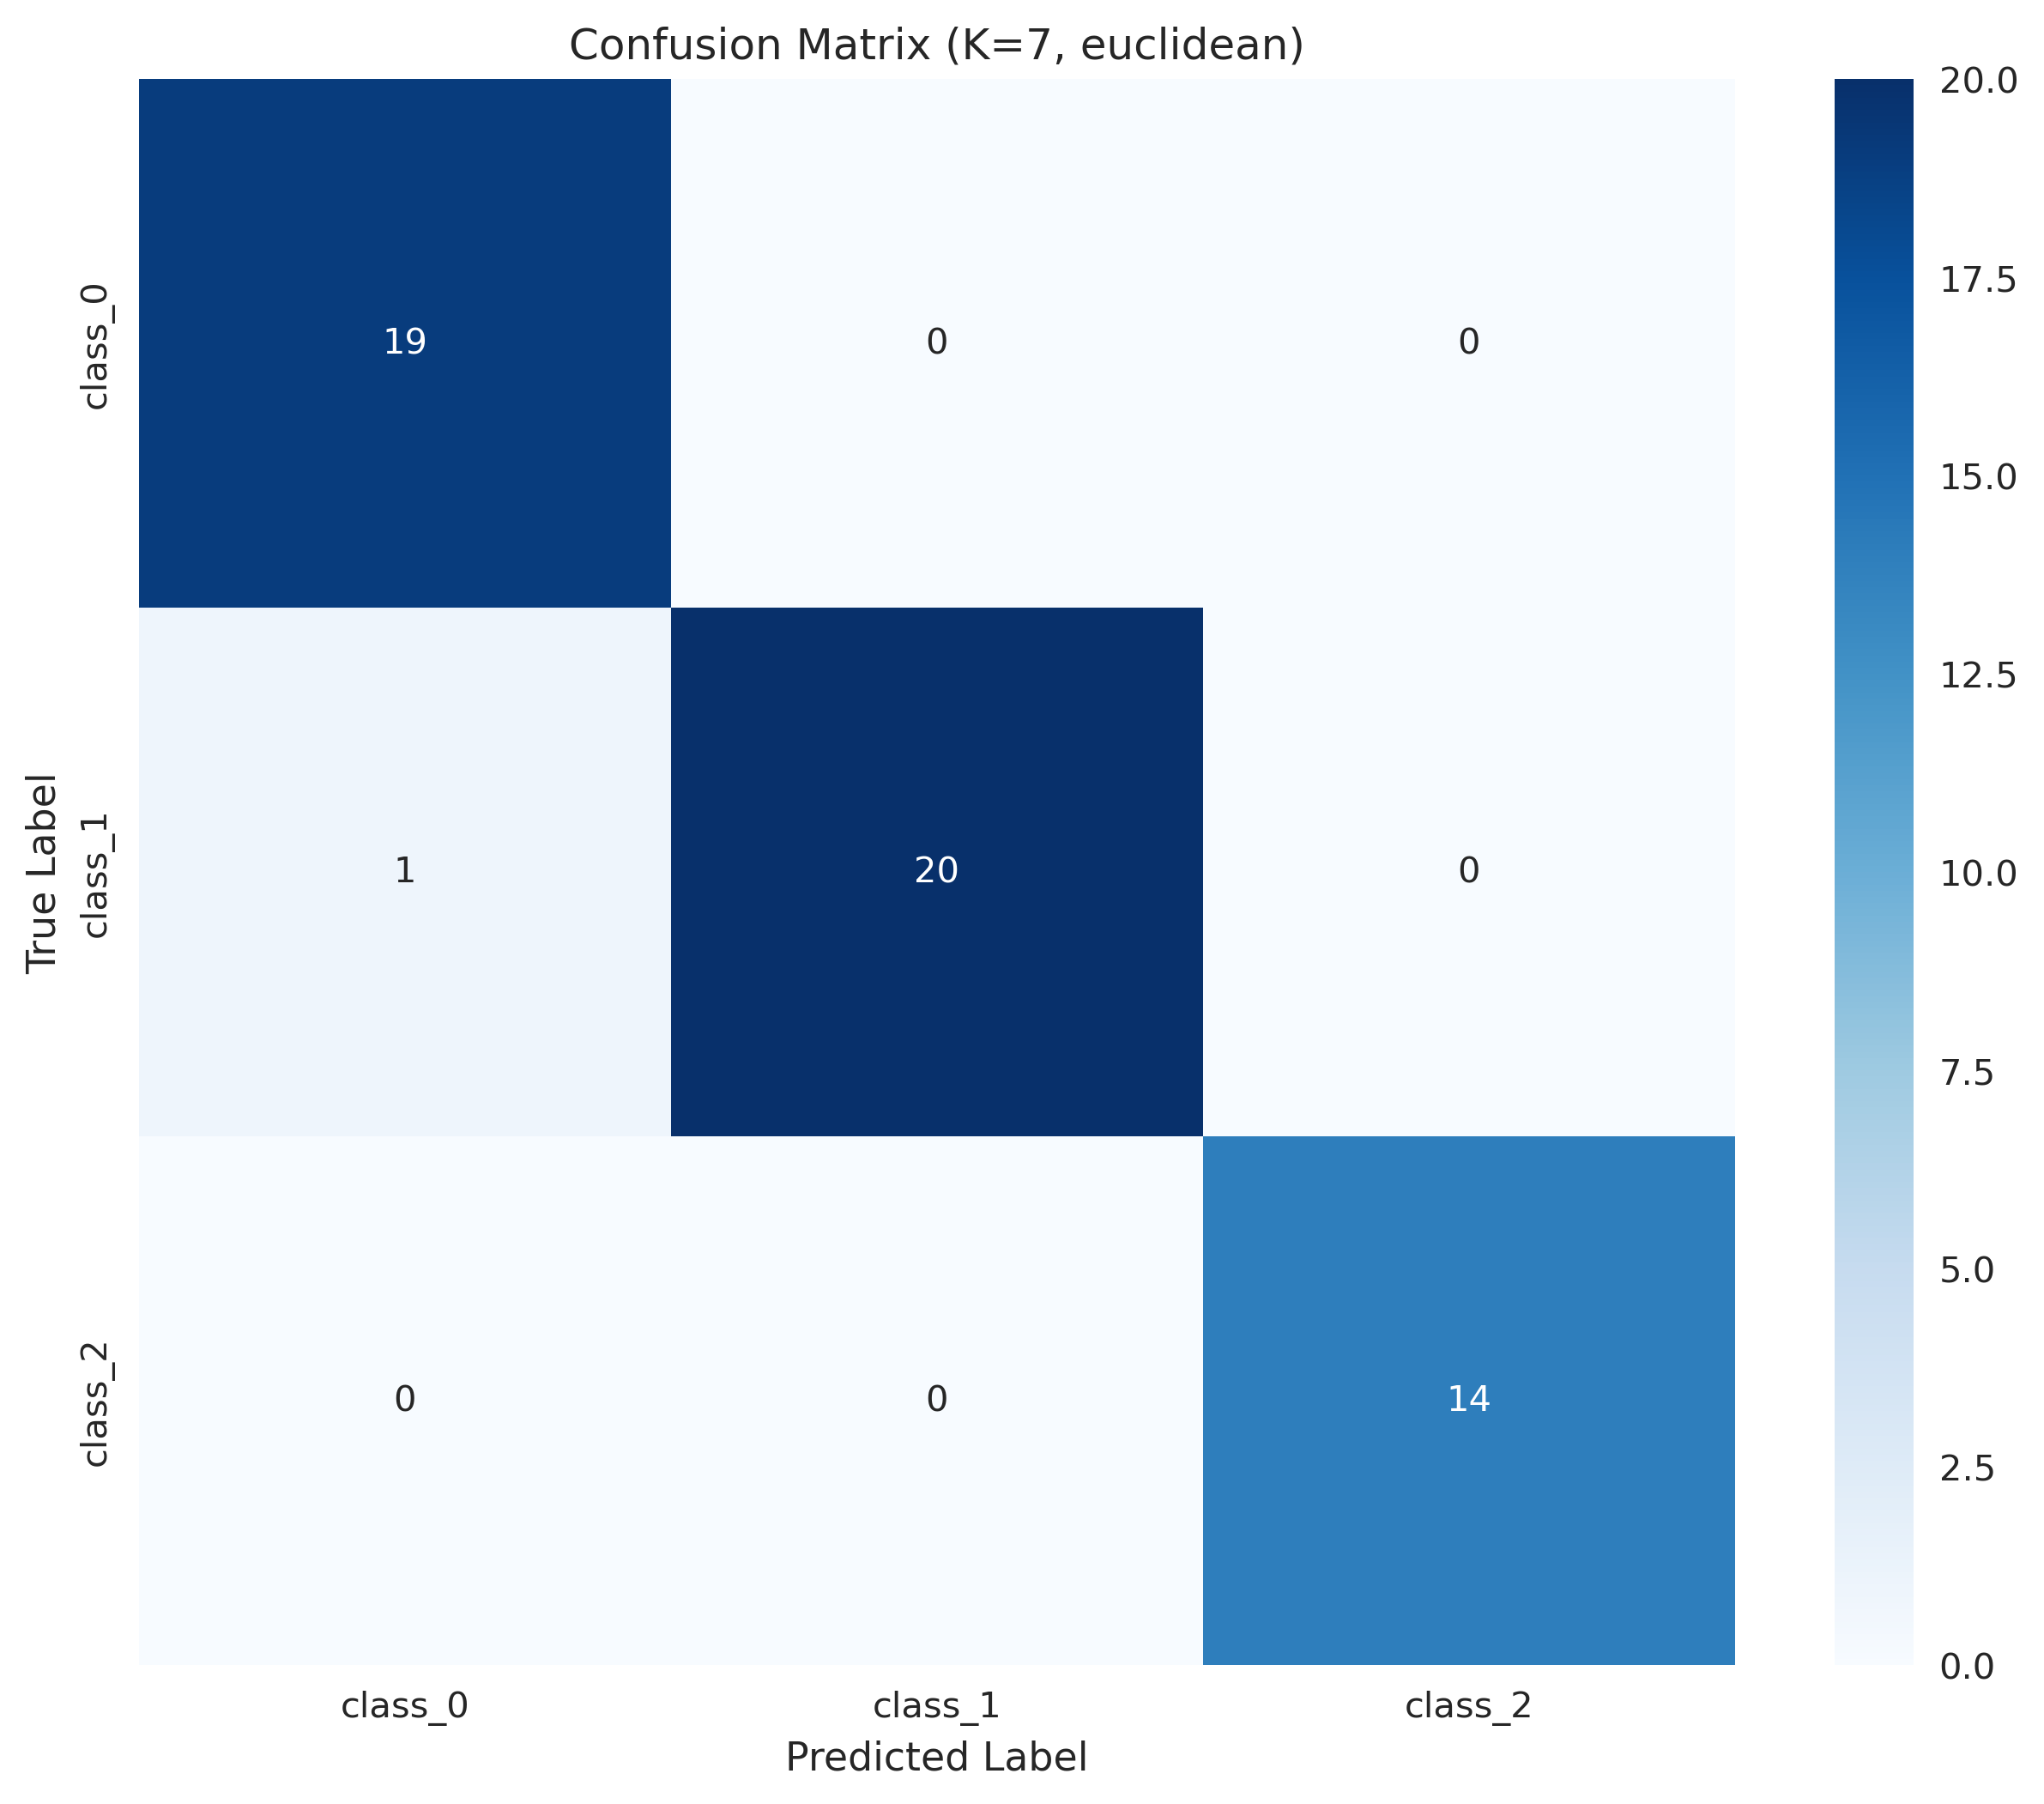 Confusion Matrix (K=7, euclidean)
True Label
class_0
19
0
0
class_1
1
20
0
class_2
0
0
14
class_0
class_1
class_2
Predicted Label
20.0
17.5
15.0
12.5
10.0
7.5
5.0
2.5
0.0